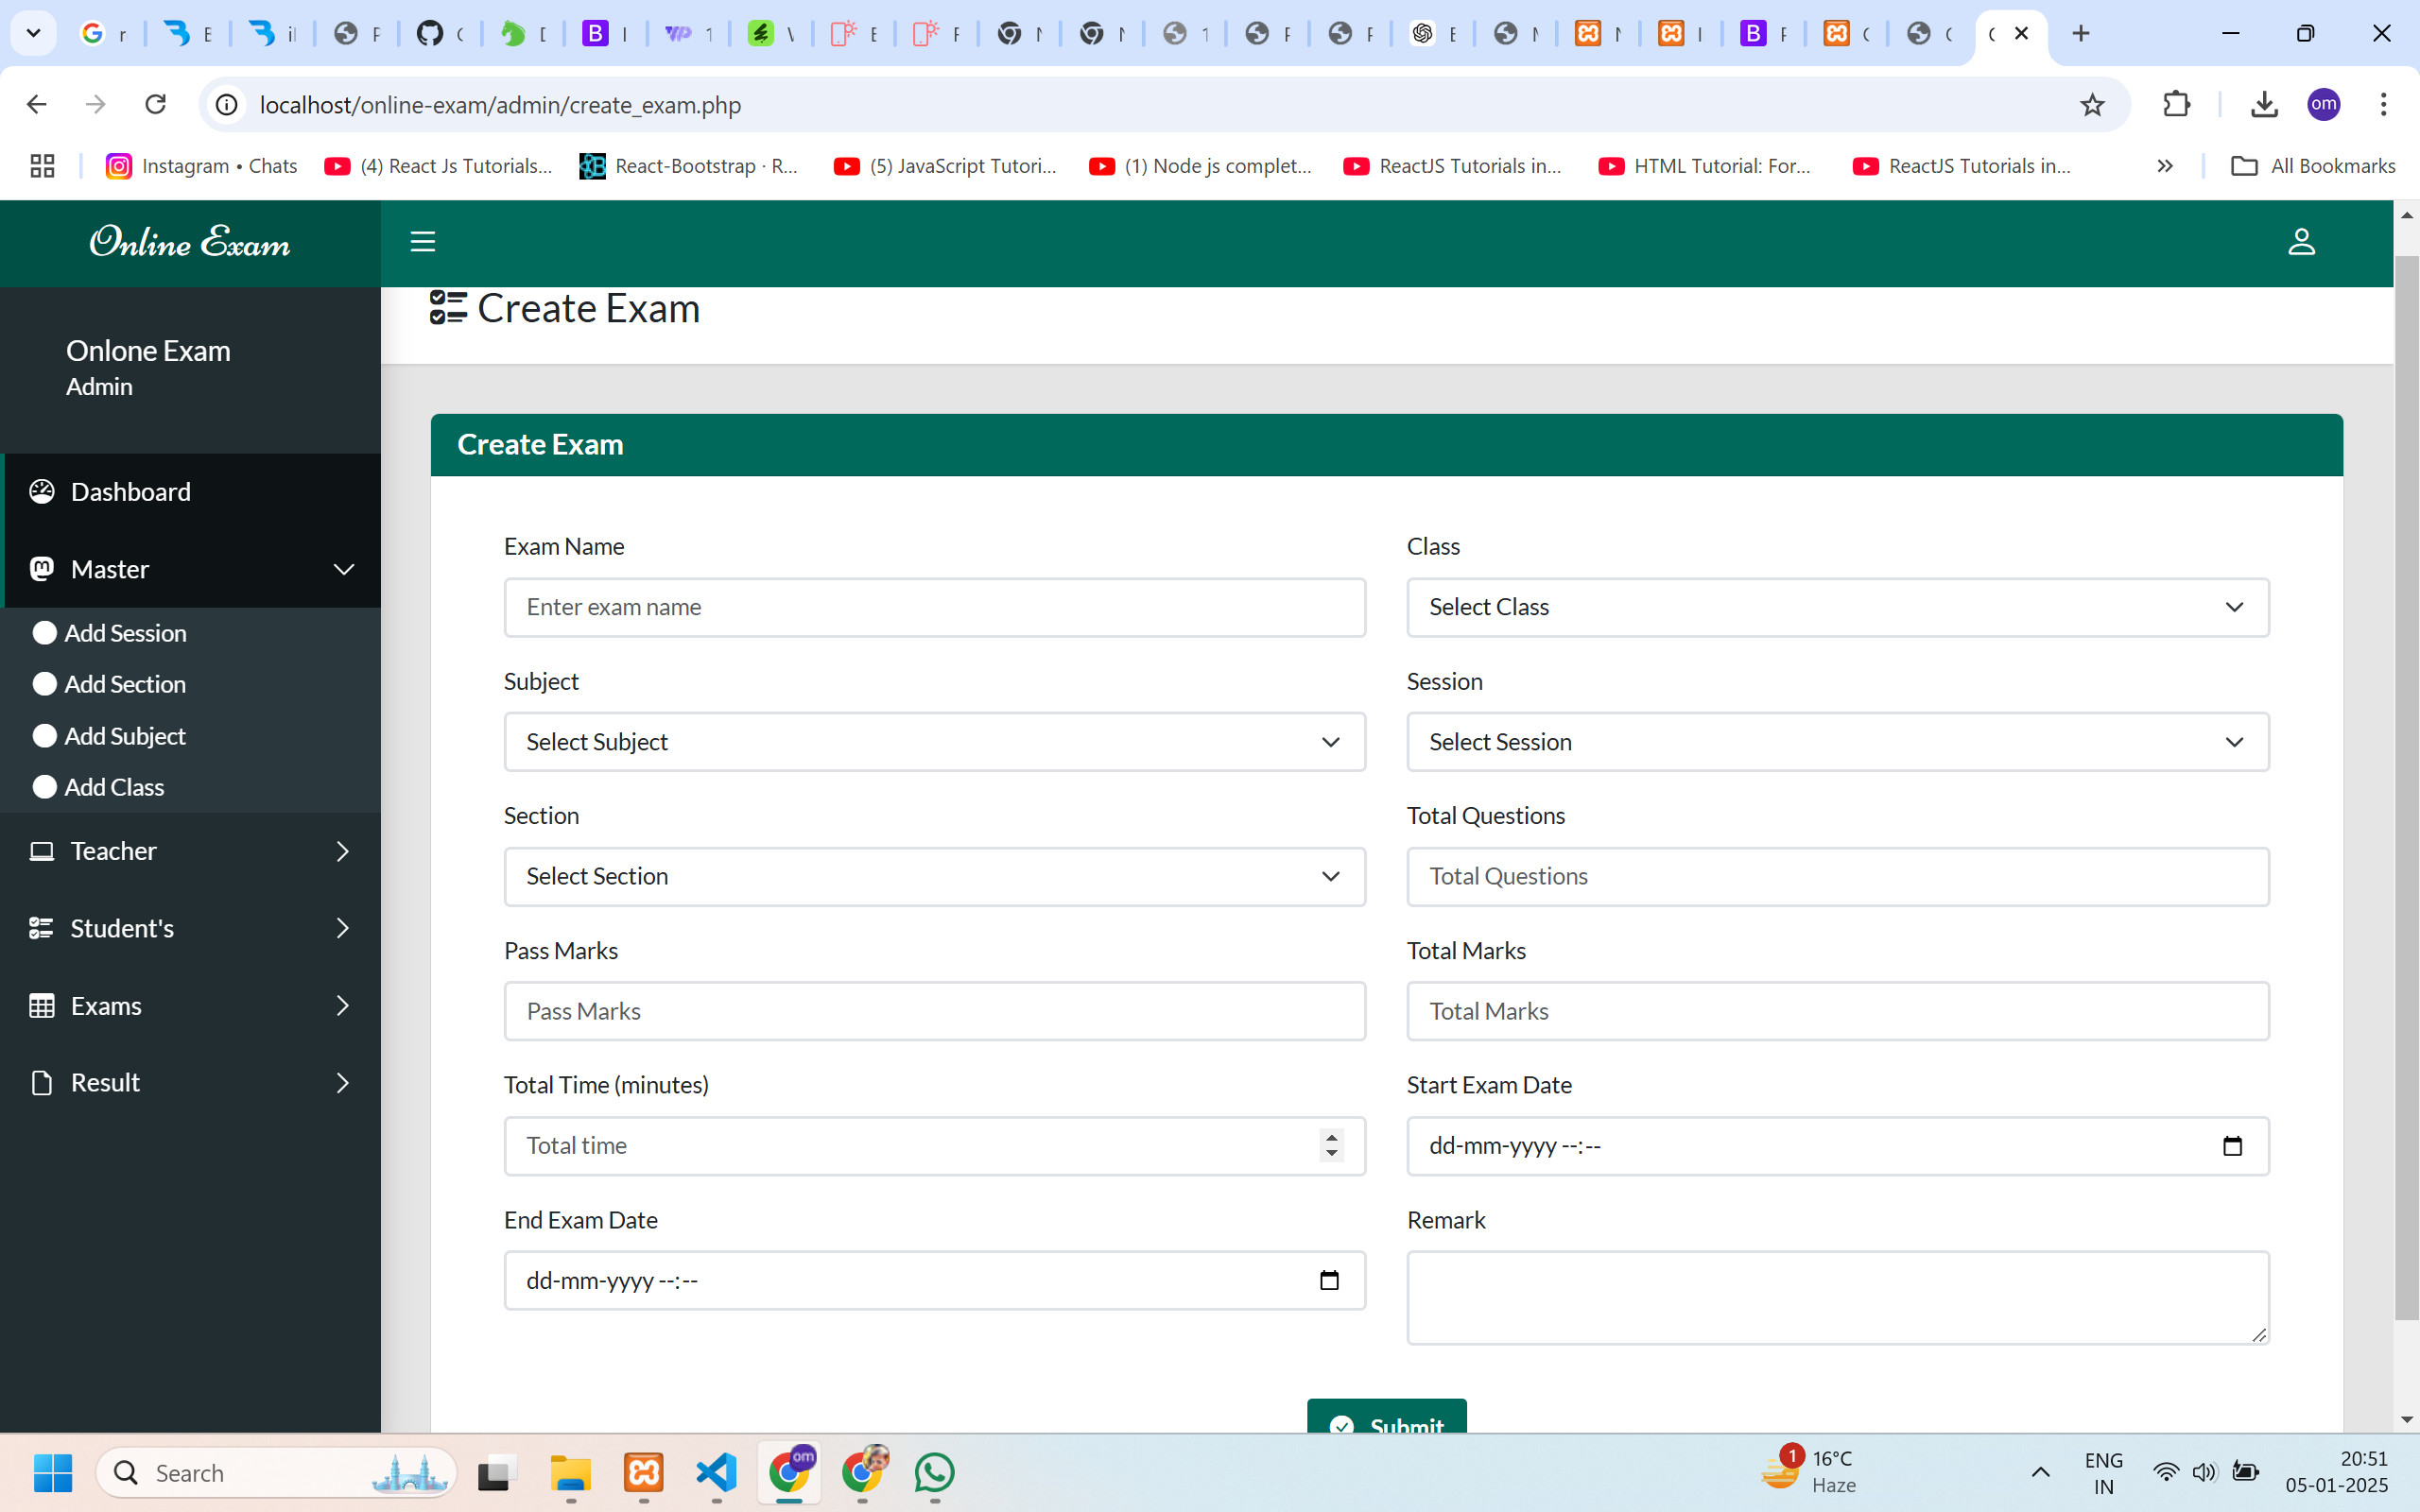 localhost/online-exam/admin/create_exam.php
om
Instagram • Chats
(4) React Js Tutorials...
React-Bootstrap · R...
(5) JavaScript Tutori...
(1) Node js complet...
ReactJS Tutorials in...
HTML Tutorial: For...
ReactJS Tutorials in...
All Bookmarks
Online Exam
Create Exam
Onlone Exam
Admin
Dashboard
Master
Add Session
Add Section
Add Subject
Add Class
Teacher
Student's
Exams
Result
Create Exam
Exam Name
Class
Enter exam name
Select Class
Subject
Session
Select Subject
Select Session
Section
Total Questions
Select Section
Total Questions
Pass Marks
Total Marks
Pass Marks
Total Marks
Total Time (minutes)
Start Exam Date
Total time
dd-mm-yyyy --:--
End Exam Date
Remark
dd-mm-yyyy --:--
Submit
Search
om
1
16°C
Haze
ENG
IN
20:51
05-01-2025